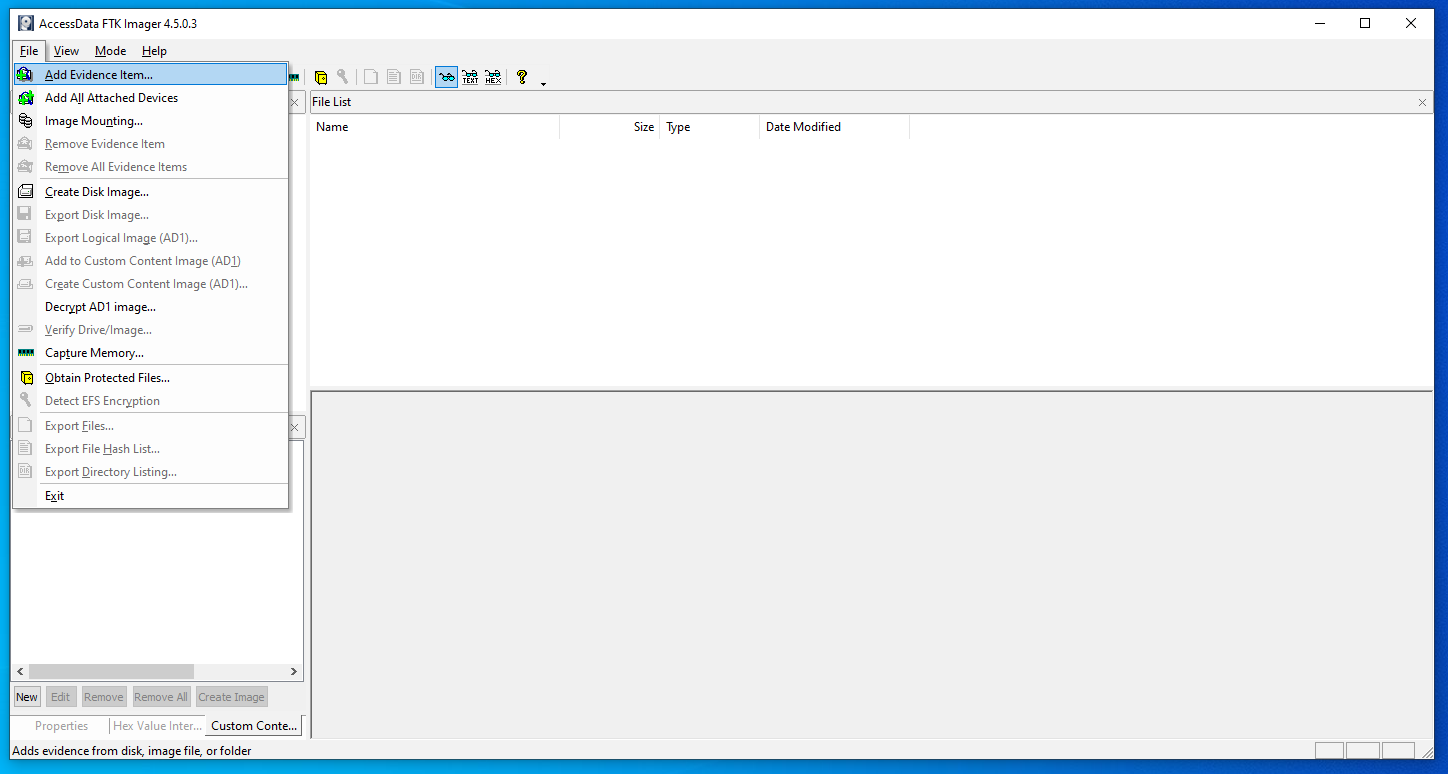 AccessData FTK Imager 4.5.0.3
File View Mode Help
Add Evidence Item...
Add All Attached Devices
Image Mounting...
Remove Evidence Item
Remove All Evidence Items
Create Disk Image...
Export Disk Image...
Export Logical Image (AD1)...
Add to Custom Content Image (AD1)
Create Custom Content Image (AD1)...
Decrypt AD1 image...
Verify Drive/Image...
Capture Memory...
Obtain Protected Files...
Detect EFS Encryption
Export Files...
Export File Hash List...
Export Directory Listing...
Exit
DIR TEXT HEX ?
File List
Name Size Type Date Modified
New Edit Remove Remove All Create Image
Properties Hex Value Inter... Custom Conte...
Adds evidence from disk, image file, or folder